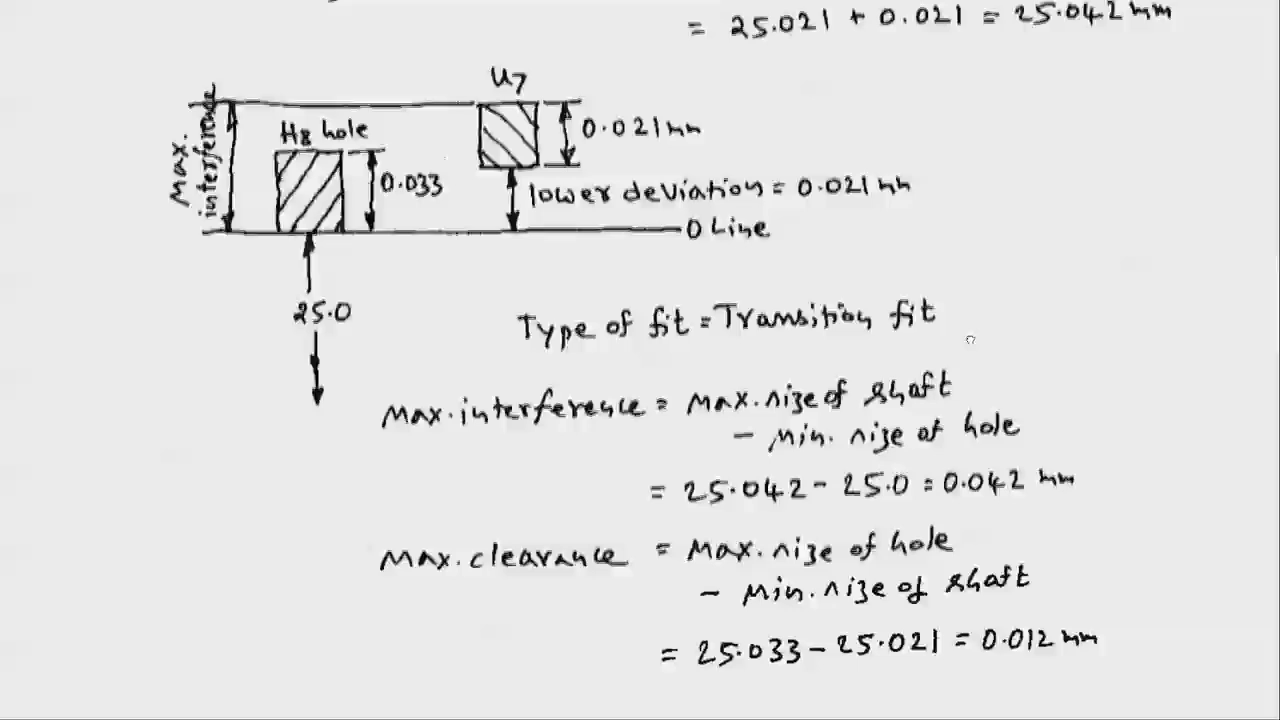 = 25.021 + 0.021 = 25.042 mm
U7
max. interference
H8 hole
0.021 mm
0.033
lower deviation = 0.021 mm
0 Line
25.0
Type of fit = Transition fit
Max. interference = Max. size of shaft
- Min. size of hole
= 25.042 - 25.0 = 0.042 mm
Max. clearance = Max. size of hole
- Min. size of shaft
= 25.033 - 25.021 = 0.012 mm